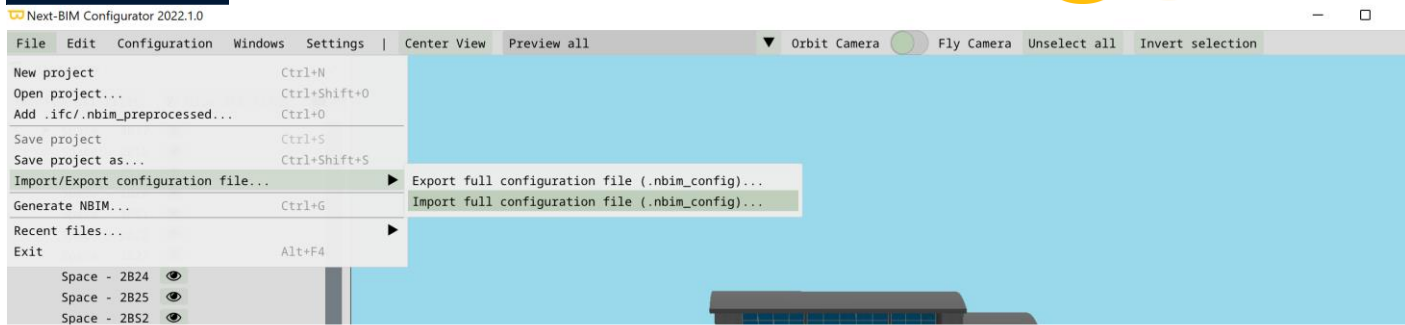 Next-BIM Configurator 2022.1.0
File Edit Configuration Windows Settings | Center View Preview all ▼ Orbit Camera Fly Camera Unselect all Invert selection
New project Ctrl+N
Open project... Ctrl+Shift+O
Add .ifc/.nbim_preprocessed... Ctrl+O
Save project Ctrl+S
Save project as... Ctrl+Shift+S
Import/Export configuration file... ▶
Export full configuration file (.nbim_config)...
Import full configuration file (.nbim_config)...
Generate NBIM... Ctrl+G
Recent files... ▶
Exit Alt+F4
Space - 2B24
Space - 2B25
Space - 2BS2